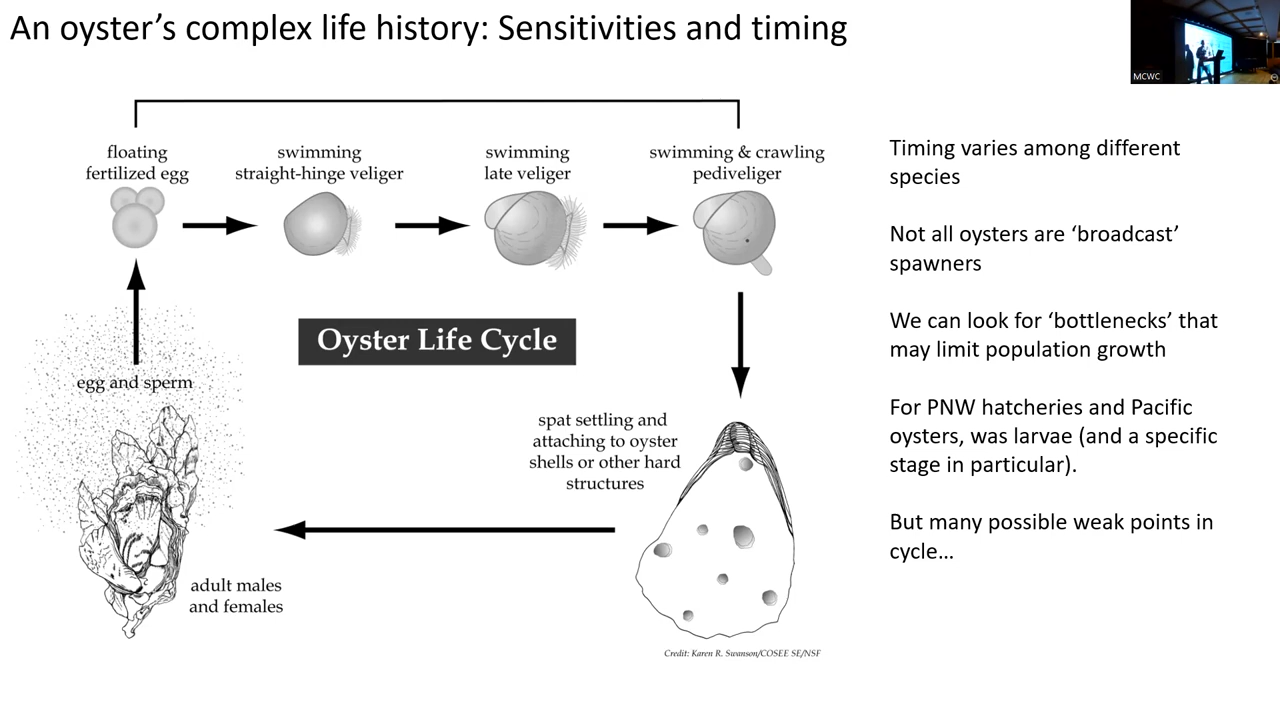 An oyster’s complex life history: Sensitivities and timing
MCWC
floating
fertilized egg
swimming
straight-hinge veliger
swimming
late veliger
swimming & crawling
pediveliger
Oyster Life Cycle
egg and sperm
spat settling and
attaching to oyster
shells or other hard
structures
adult males
and females
Credit: Karen R. Swanson/COSEE SE/NSF
Timing varies among different
species
Not all oysters are ‘broadcast’
spawners
We can look for ‘bottlenecks’ that
may limit population growth
For PNW hatcheries and Pacific
oysters, was larvae (and a specific
stage in particular).
But many possible weak points in
cycle…